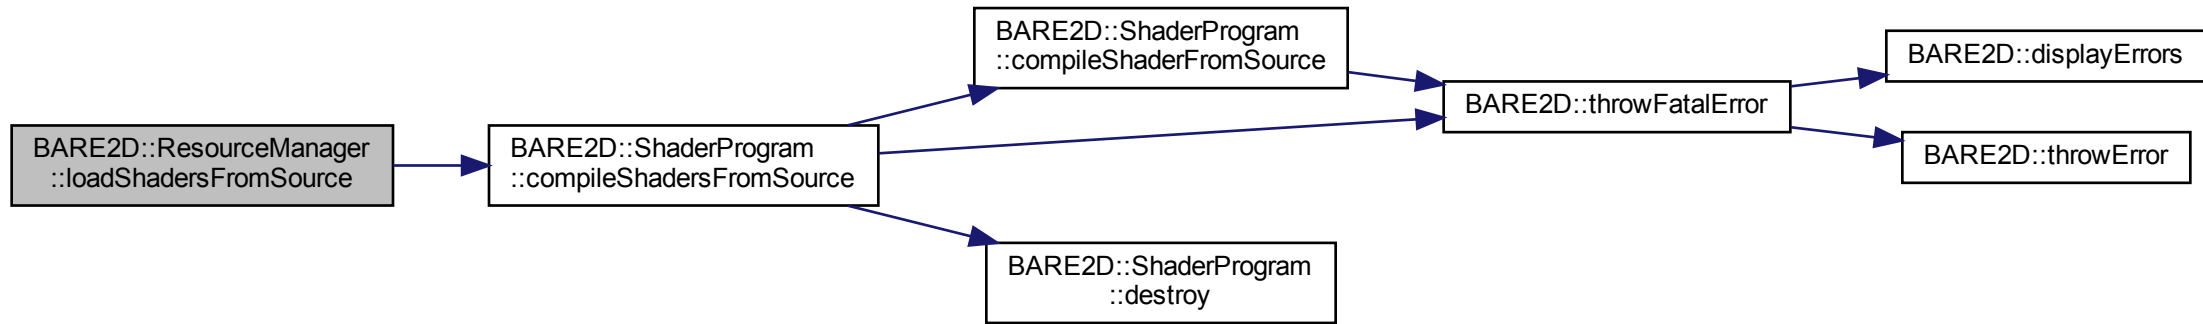 BARE2D::ResourceManager
::loadShadersFromSource
BARE2D::ShaderProgram
::compileShadersFromSource
BARE2D::ShaderProgram
::compileShaderFromSource
BARE2D::ShaderProgram
::destroy
BARE2D::throwFatalError
BARE2D::displayErrors
BARE2D::throwError